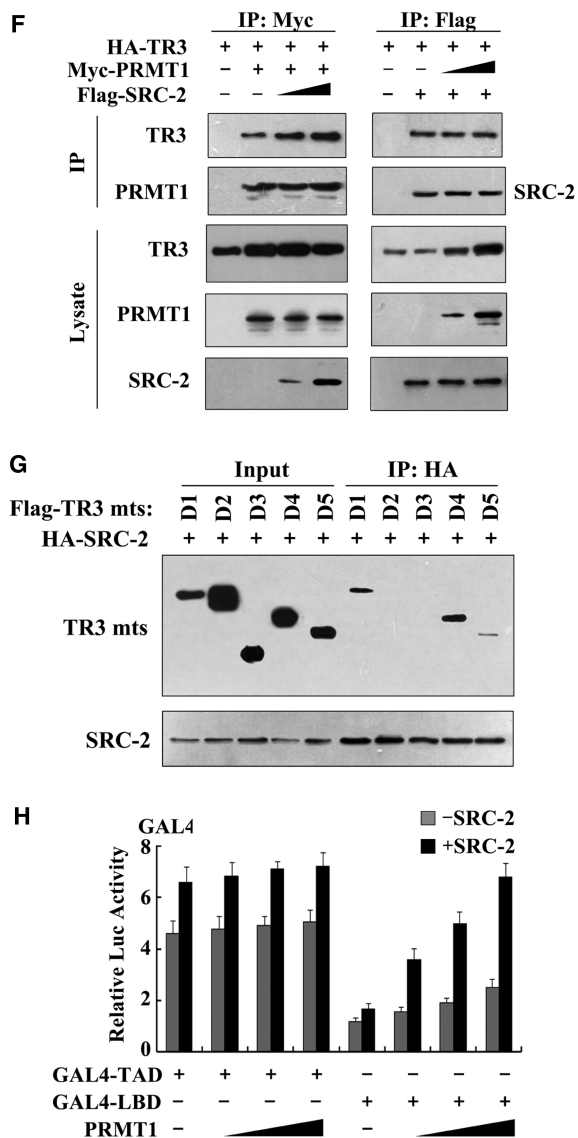 F
IP: Myc IP: Flag
HA-TR3 + + + + + + + +
Myc-PRMT1 − + + + − −
Flag-SRC-2 − − − + + +
IP
TR3
PRMT1 SRC-2
Lysate
TR3
PRMT1
SRC-2
G
Input IP: HA
Flag-TR3 mts: D1 D2 D3 D4 D5 D1 D2 D3 D4 D5
HA-SRC-2 + + + + + + + + + +
TR3 mts
SRC-2
H
GAL4
−SRC-2
+SRC-2
Relative Luc Activity
8
6
4
2
0
GAL4-TAD + + + + − − − −
GAL4-LBD − − − − + + + +
PRMT1 − −